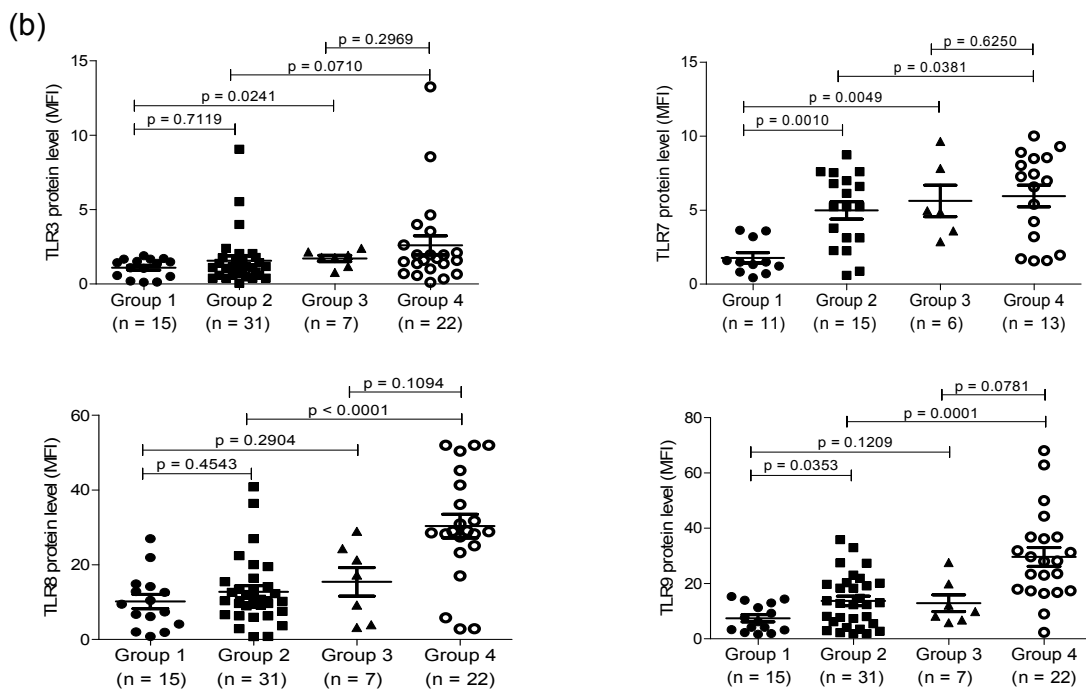 (b)
p = 0.2969
p = 0.0710
p = 0.0241
p = 0.7119
15
10
5
0
TLR3 protein level (MFI)
Group 1 Group 2 Group 3 Group 4
(n = 15) (n = 31) (n = 7) (n = 22)
p = 0.6250
p = 0.0381
p = 0.0049
p = 0.0010
15
10
5
0
TLR7 protein level (MFI)
Group 1 Group 2 Group 3 Group 4
(n = 11) (n = 15) (n = 6) (n = 13)
p = 0.1094
p < 0.0001
p = 0.2904
p = 0.4543
60
40
20
0
TLR8 protein level (MFI)
Group 1 Group 2 Group 3 Group 4
(n = 15) (n = 31) (n = 7) (n = 22)
p = 0.0781
p = 0.0001
p = 0.1209
p = 0.0353
80
60
40
20
0
TLR9 protein level (MFI)
Group 1 Group 2 Group 3 Group 4
(n = 15) (n = 31) (n = 7) (n = 22)